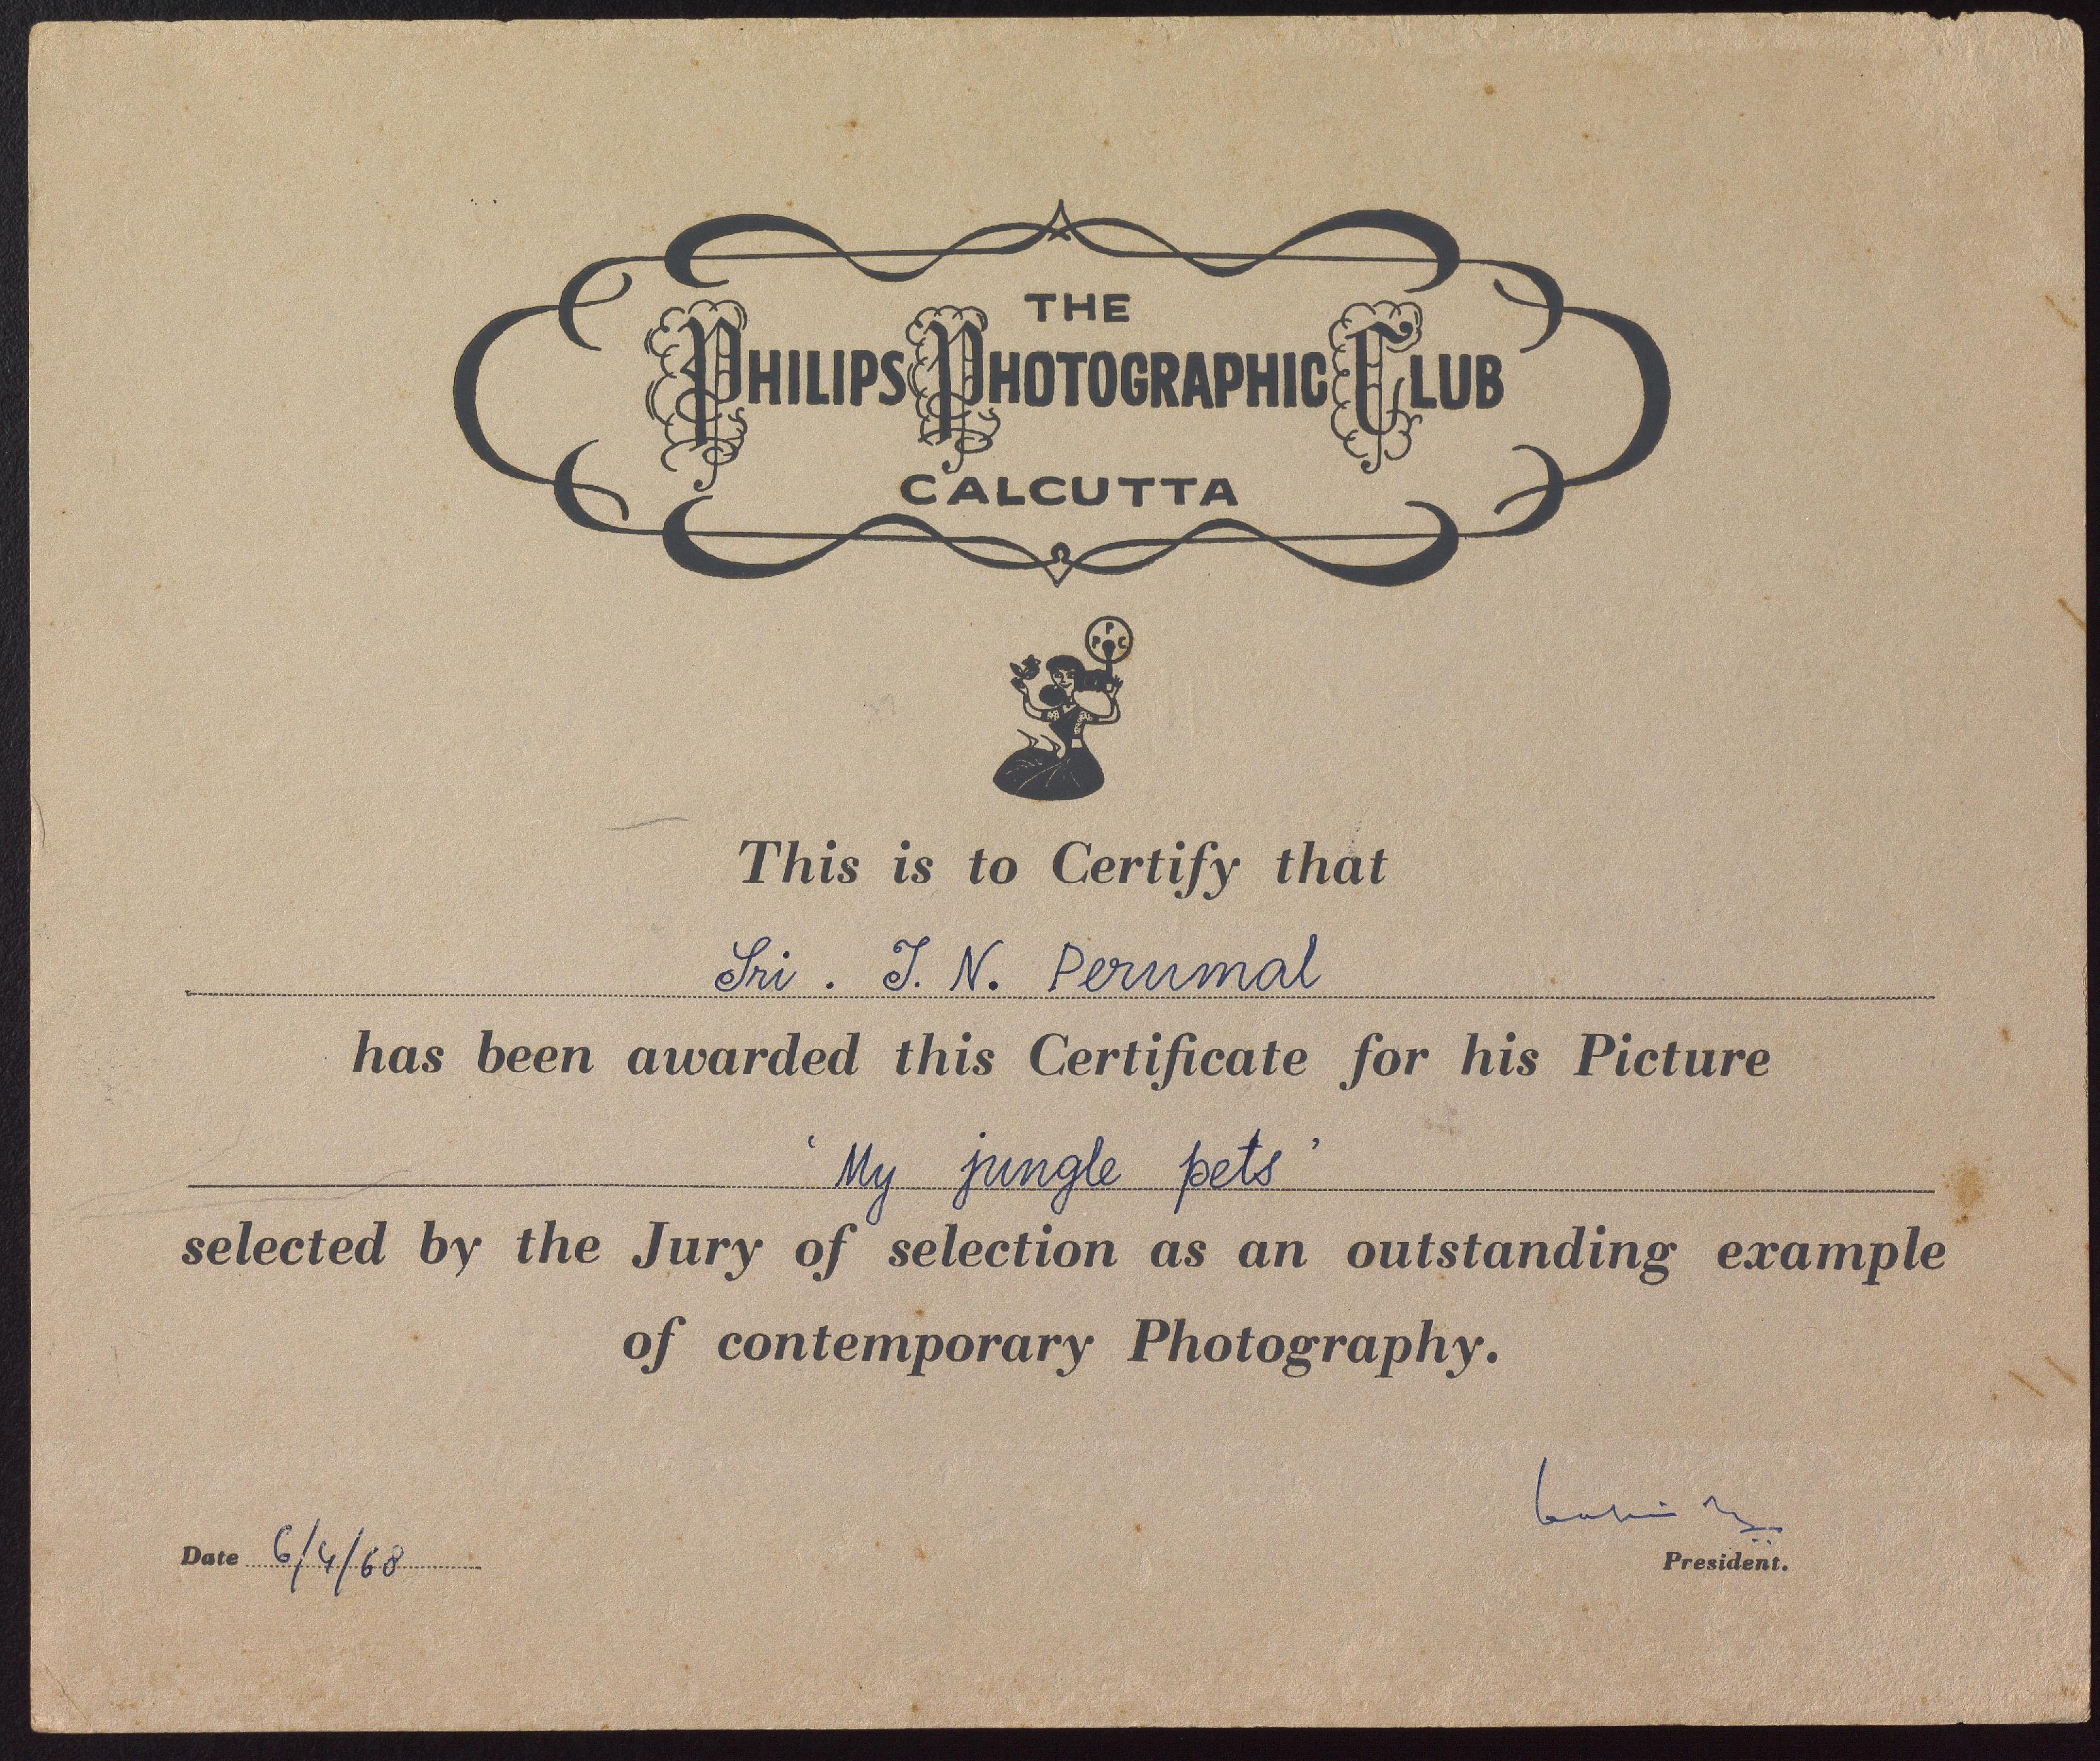 THE
PHILIPS PHOTOGRAPHIC CLUB
CALCUTTA
P
P C
This is to Certify that
Sri. T. N. Perumal
has been awarded this Certificate for his Picture
'My jungle pets'
selected by the Jury of selection as an outstanding example
of contemporary Photography.
Date 6/4/68
President.